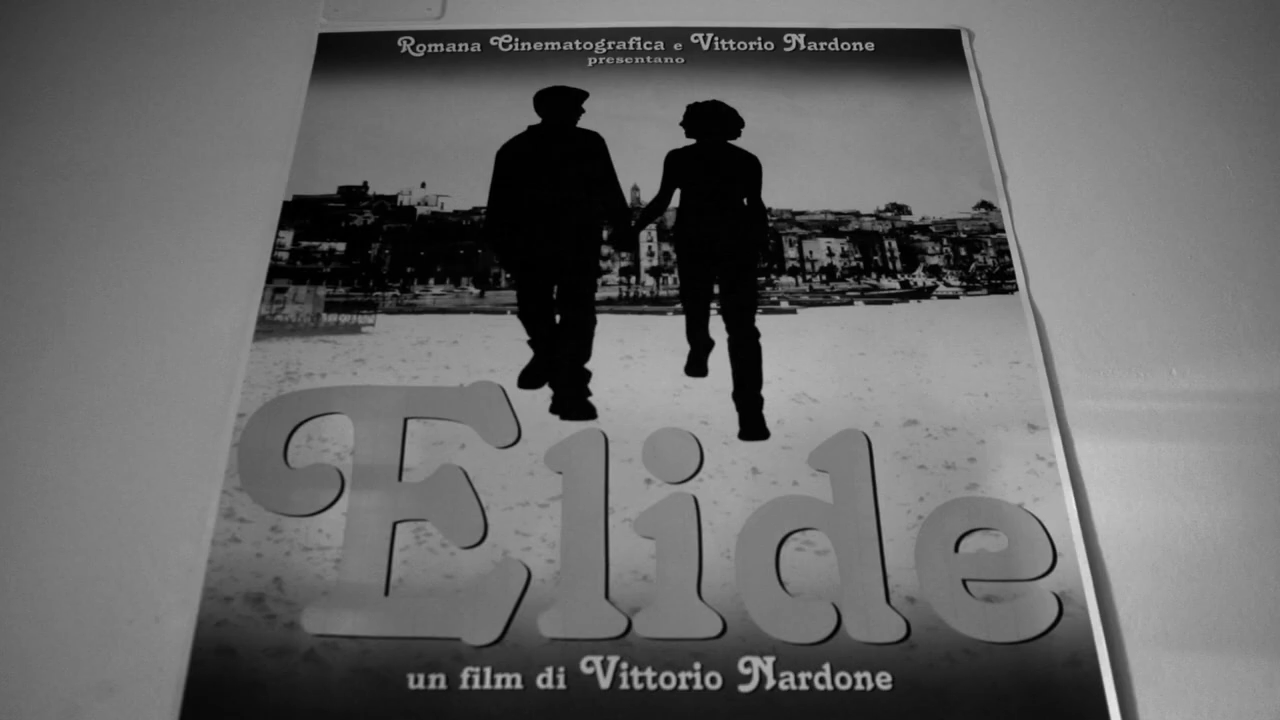 Romana Cinematografica e Vittorio Nardone
presentano
Elide
un film di Vittorio Nardone